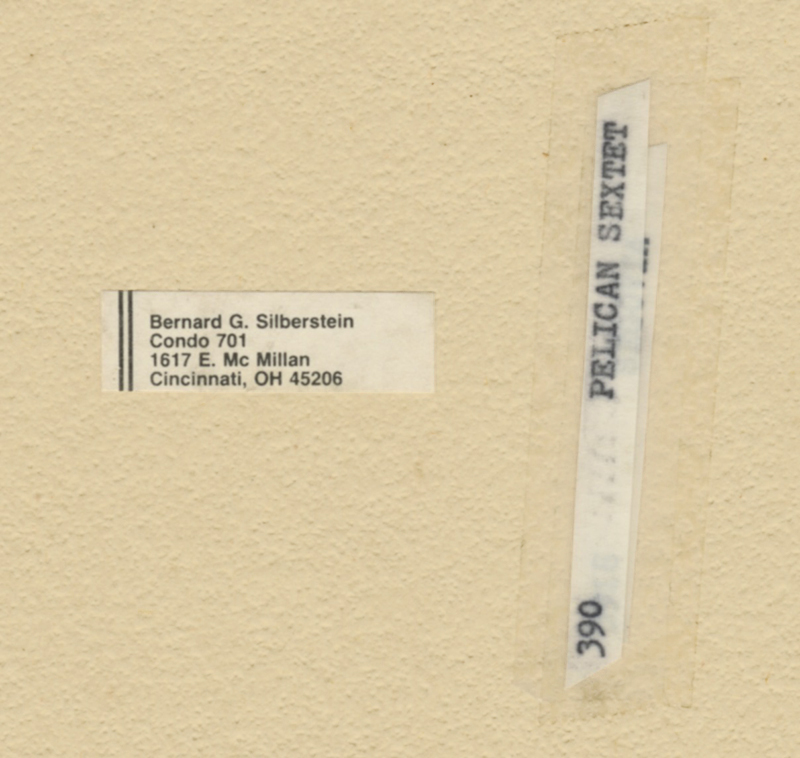 Bernard G. Silberstein
Condo 701
1617 E. Mc Millan
Cincinnati, OH 45206
390 PELICAN SEXTET